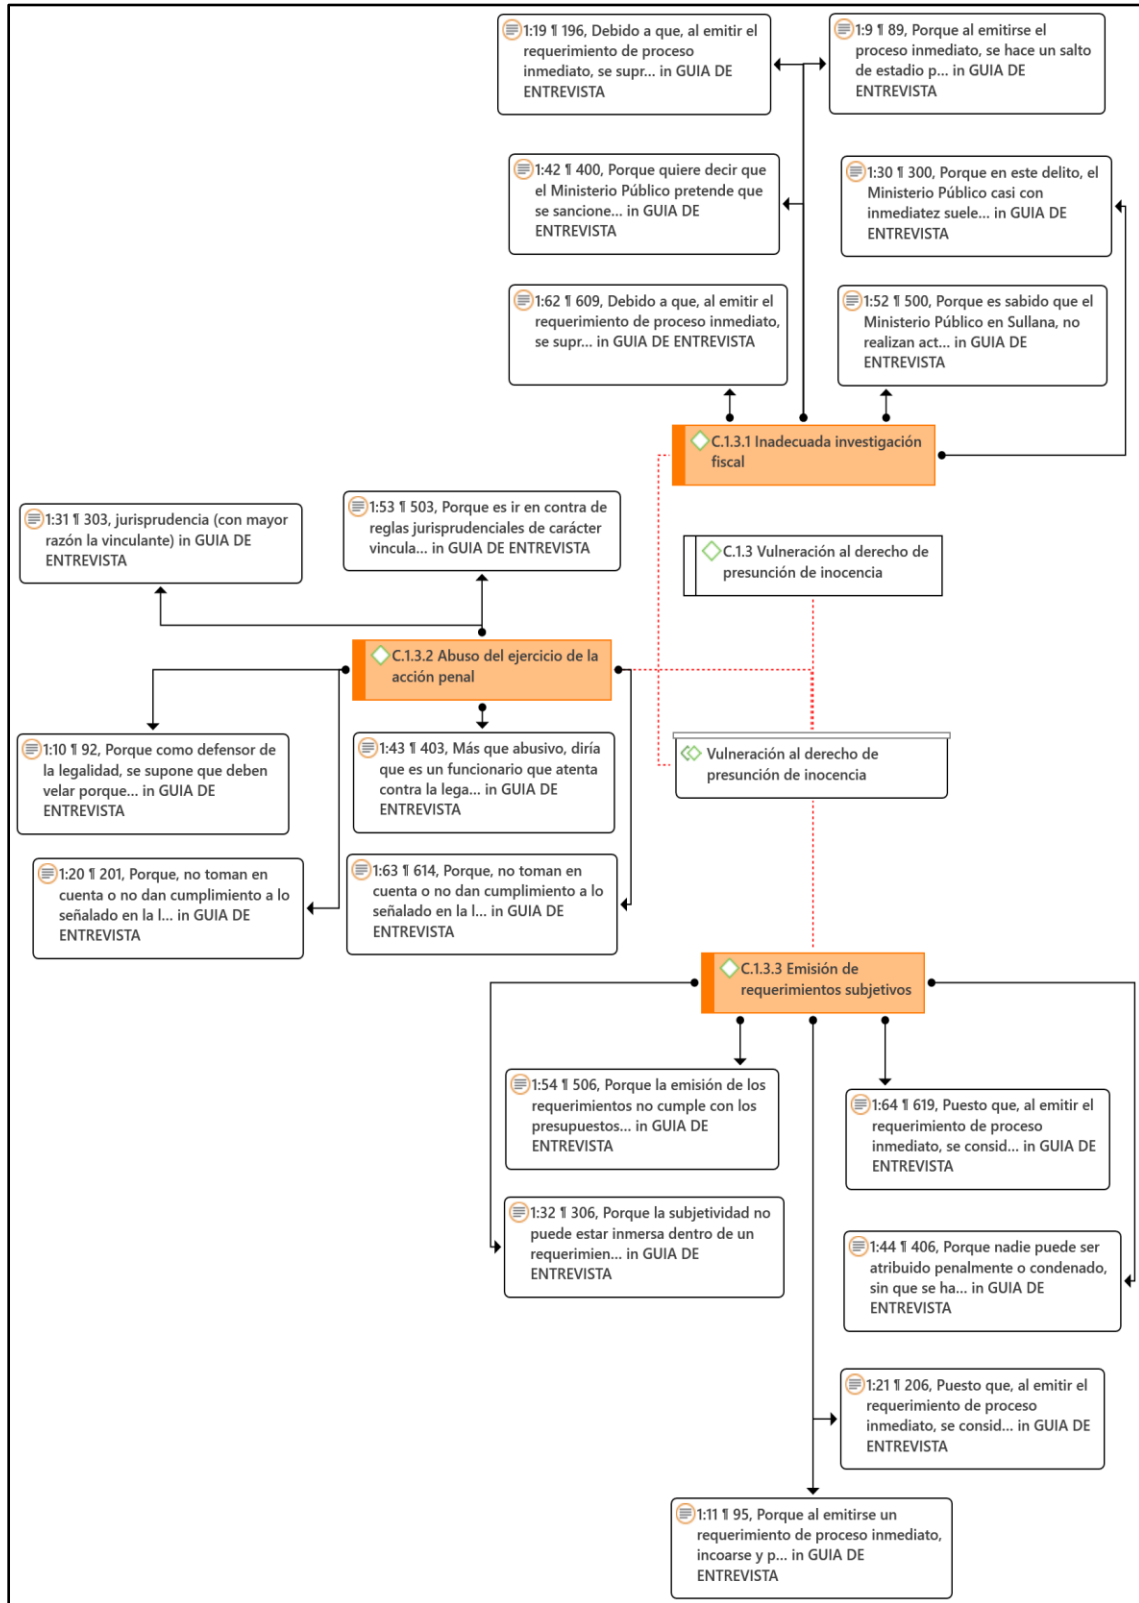 1:19 ¶ 196, Debido a que, al emitir el
requerimiento de proceso
inmediato, se supr... in GUIA DE
ENTREVISTA
1:9 ¶ 89, Porque al emitirse el
proceso inmediato, se hace un salto
de estadio p... in GUIA DE
ENTREVISTA
1:42 ¶ 400, Porque quiere decir que
el Ministerio Público pretende que
se sancione... in GUIA DE
ENTREVISTA
1:30 ¶ 300, Porque en este delito, el
Ministerio Público casi con
inmediatez suele... in GUIA DE
ENTREVISTA
1:62 ¶ 609, Debido a que, al emitir el
requerimiento de proceso inmediato,
se supr... in GUIA DE ENTREVISTA
1:52 ¶ 500, Porque es sabido que el
Ministerio Público en Sullana, no
realizan act... in GUIA DE
ENTREVISTA
C.1.3.1 Inadecuada investigación
fiscal
1:31 ¶ 303, jurisprudencia (con mayor
razón la vinculante) in GUIA DE
ENTREVISTA
1:53 ¶ 503, Porque es ir en contra de
reglas jurisprudenciales de carácter
vincula... in GUIA DE ENTREVISTA
C.1.3 Vulneración al derecho de
presunción de inocencia
C.1.3.2 Abuso del ejercicio de la
acción penal
1:10 ¶ 92, Porque como defensor de
la legalidad, se supone que deben
velar porque... in GUIA DE
ENTREVISTA
1:43 ¶ 403, Más que abusivo, diría
que es un funcionario que atenta
contra la lega... in GUIA DE
ENTREVISTA
Vulneración al derecho de
presunción de inocencia
1:20 ¶ 201, Porque, no toman en
cuenta o no dan cumplimiento a lo
señalado en la l... in GUIA DE
ENTREVISTA
1:63 ¶ 614, Porque, no toman en
cuenta o no dan cumplimiento a lo
señalado en la l... in GUIA DE
ENTREVISTA
C.1.3.3 Emisión de
requerimientos subjetivos
1:54 ¶ 506, Porque la emisión de los
requerimientos no cumple con los
presupuestos... in GUIA DE
ENTREVISTA
1:64 ¶ 619, Puesto que, al emitir el
requerimiento de proceso
inmediato, se consid... in GUIA DE
ENTREVISTA
1:32 ¶ 306, Porque la subjetividad no
puede estar inmersa dentro de un
requerimien... in GUIA DE
ENTREVISTA
1:44 ¶ 406, Porque nadie puede ser
atribuido penalmente o condenado,
sin que se ha... in GUIA DE
ENTREVISTA
1:21 ¶ 206, Puesto que, al emitir el
requerimiento de proceso
inmediato, se consid... in GUIA DE
ENTREVISTA
1:11 ¶ 95, Porque al emitirse un
requerimiento de proceso inmediato,
incoarse y p... in GUIA DE
ENTREVISTA